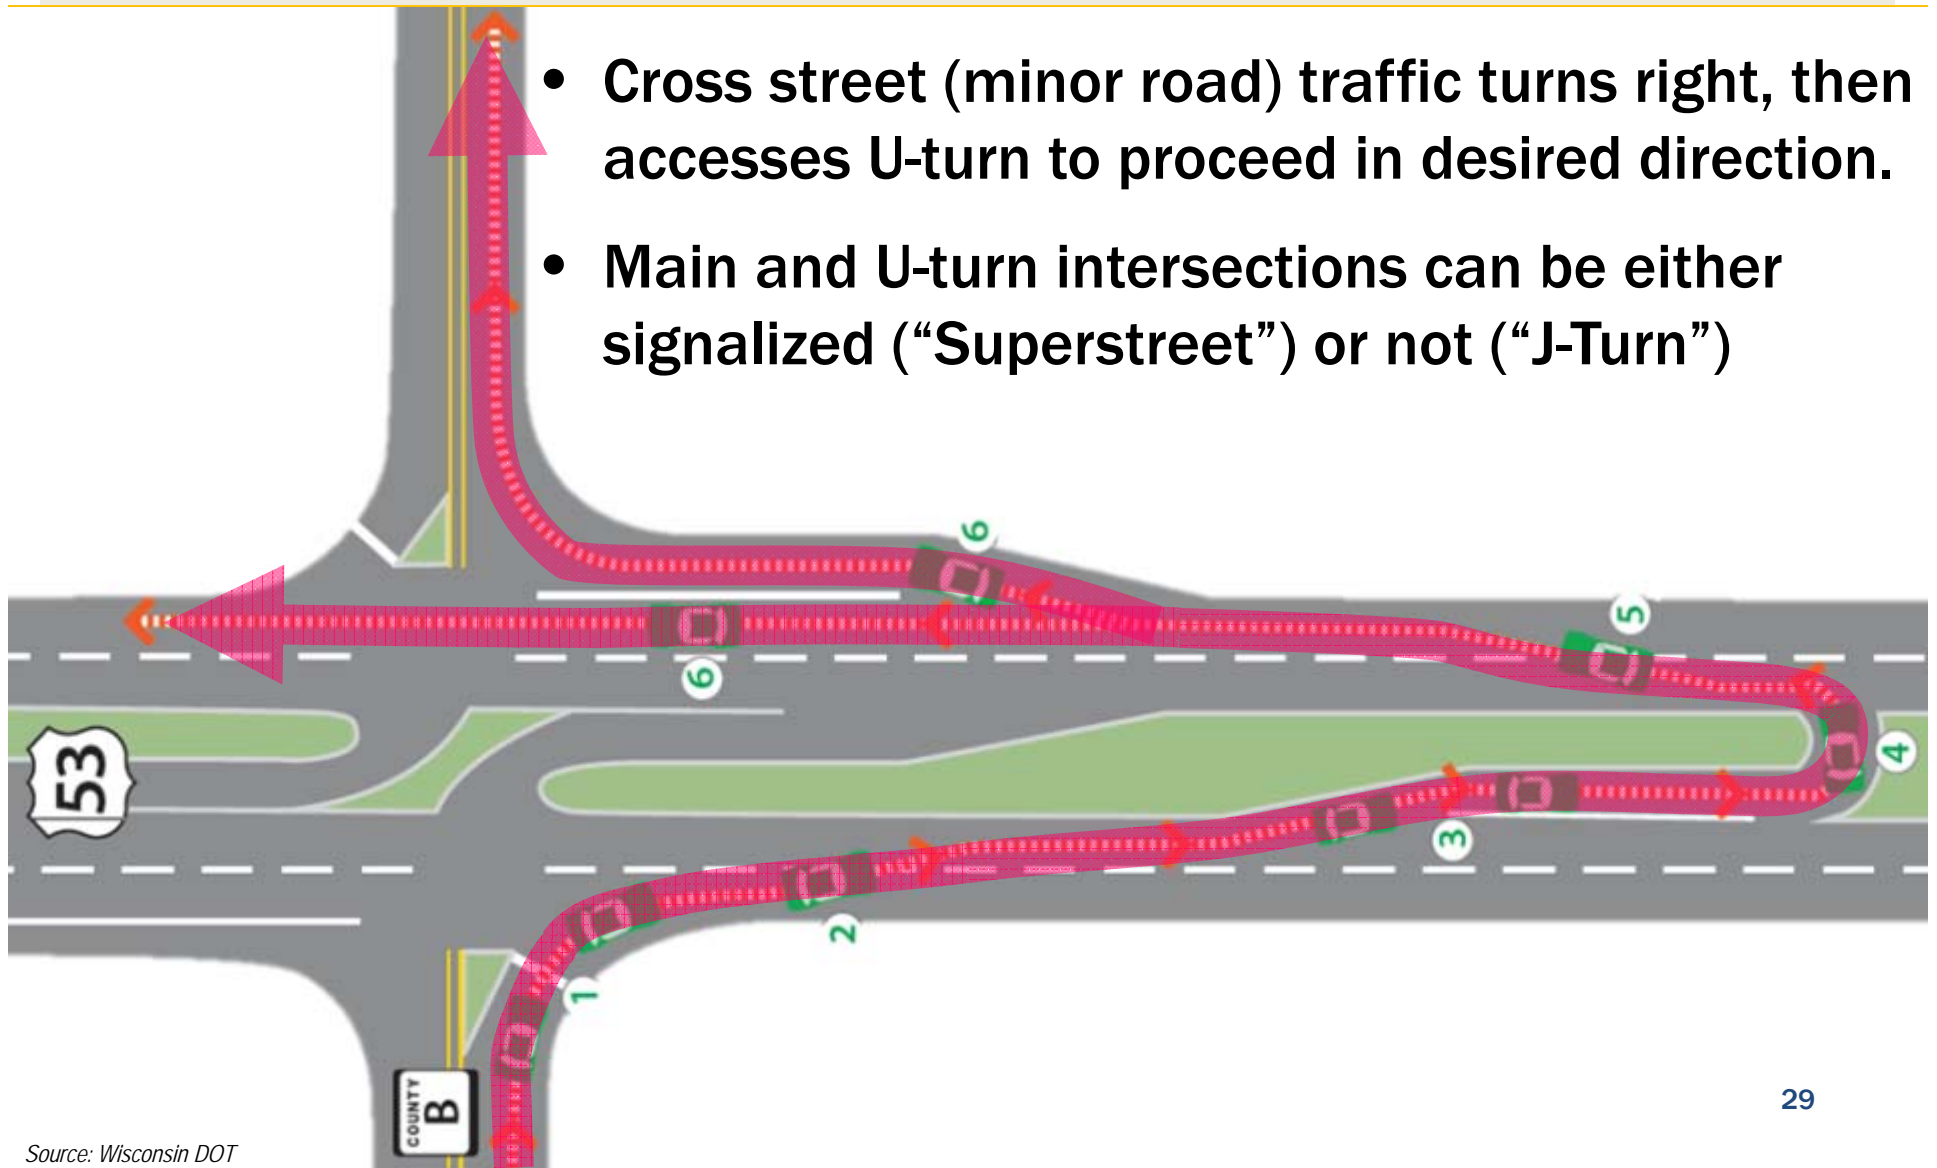 • Cross street (minor road) traffic turns right, then
accesses U-turn to proceed in desired direction.
• Main and U-turn intersections can be either
signalized (“Superstreet”) or not (“J-Turn”)
6
5
6
4
53
3
2
1
COUNTY
B
29
Source: Wisconsin DOT